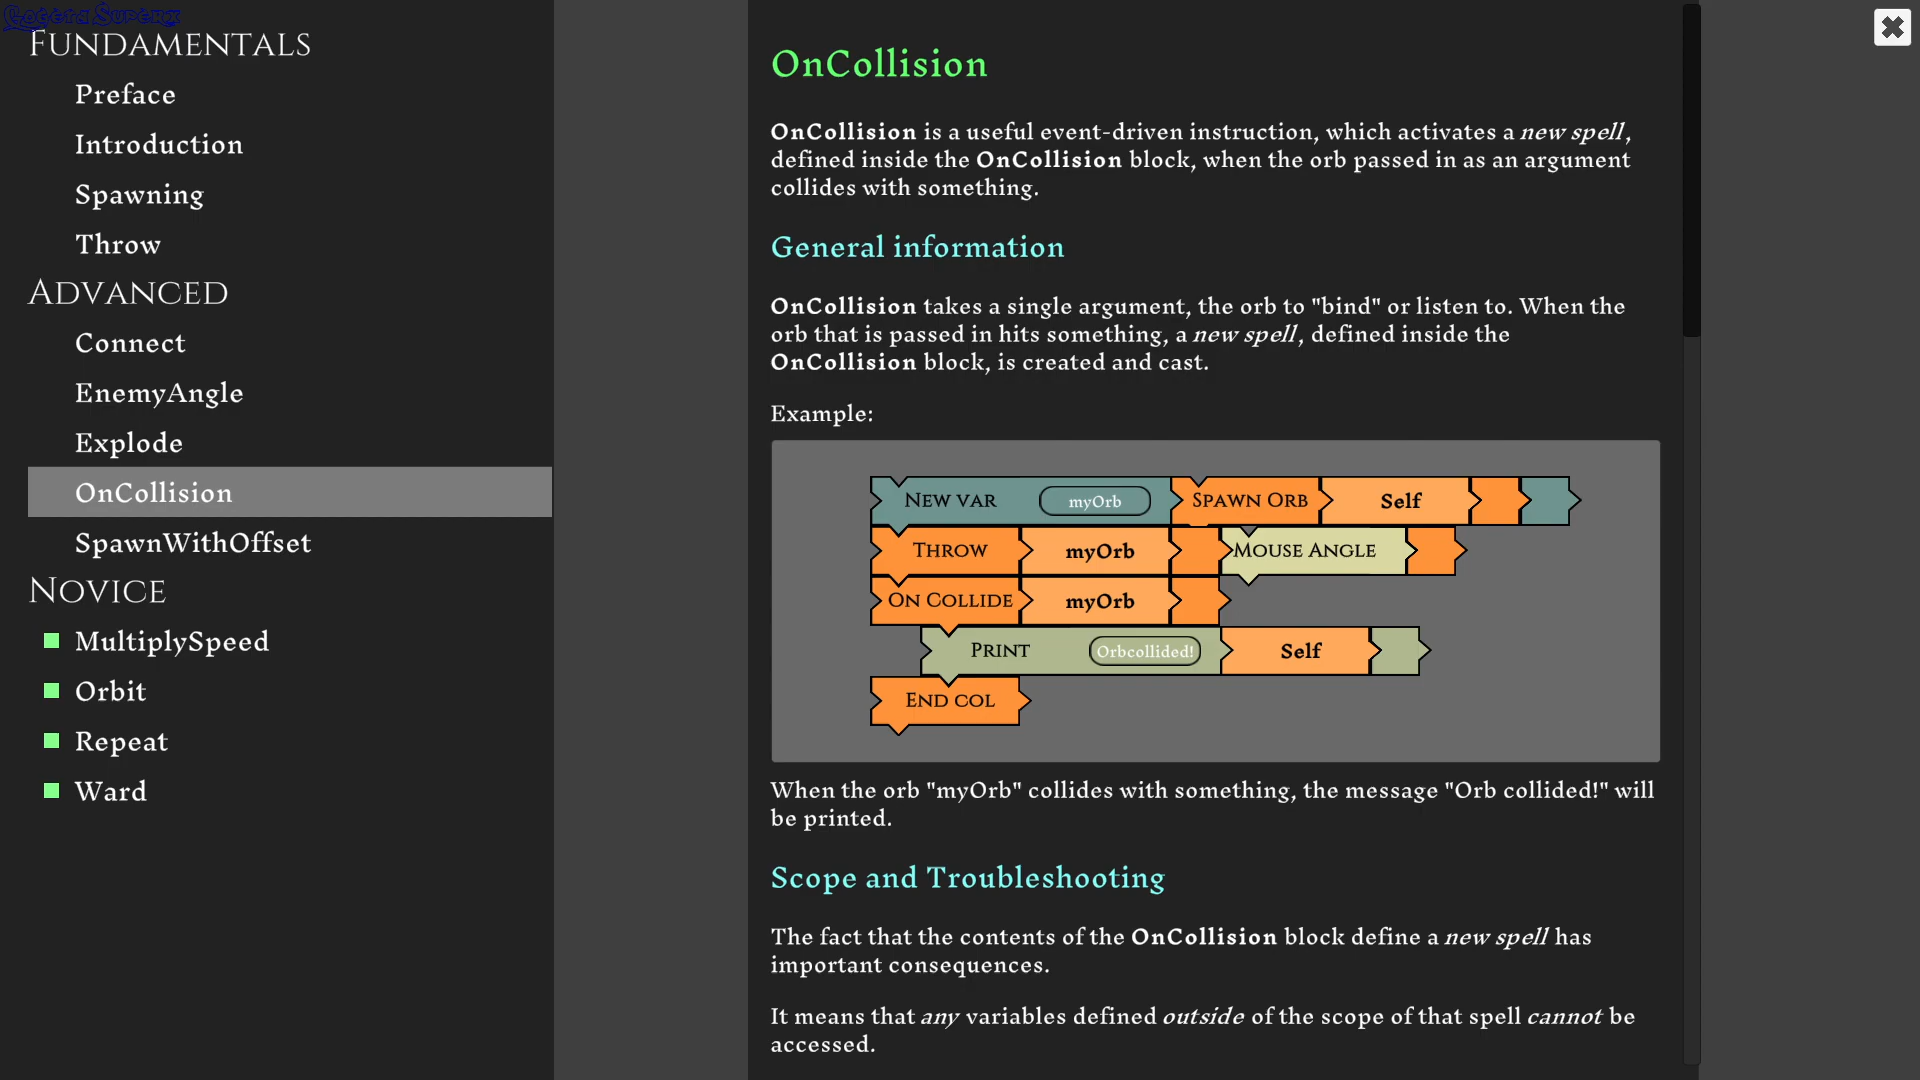 Cogera Superx
FUNDAMENTALS
Preface
Introduction
Spawning
Throw
ADVANCED
Connect
EnemyAngle
Explode
OnCollision
SpawnWithOffset
NOVICE
MultiplySpeed
Orbit
Repeat
Ward
OnCollision
OnCollision is a useful event-driven instruction, which activates a new spell,
defined inside the OnCollision block, when the orb passed in as an argument
collides with something.
General information
OnCollision takes a single argument, the orb to "bind" or listen to. When the
orb that is passed in hits something, a new spell, defined inside the
OnCollision block, is created and cast.
Example:
NEW VAR myOrb SPAWN ORB Self
THROW myOrb MOUSE ANGLE
ON COLLIDE myOrb
PRINT Orbcollided! Self
END COL
When the orb "myOrb" collides with something, the message "Orb collided!" will
be printed.
Scope and Troubleshooting
The fact that the contents of the OnCollision block define a new spell has
important consequences.
It means that any variables defined outside of the scope of that spell cannot be
accessed.